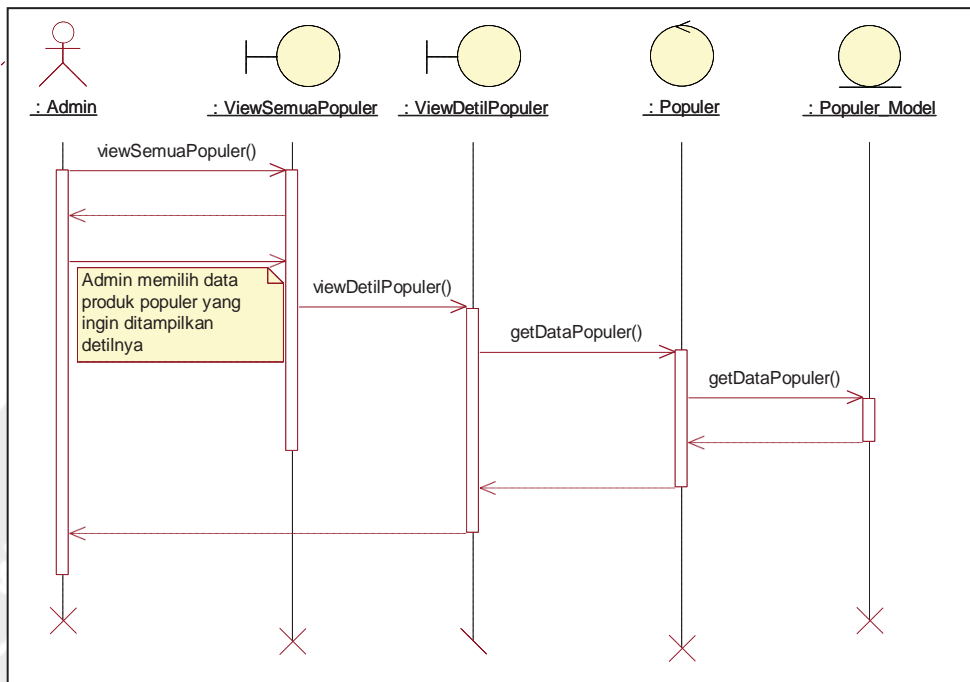 : Admin
: ViewSemuaPopuler
: ViewDetilPopuler
: Populer
: Populer_Model
viewSemuaPopuler()
Admin memilih data
produk populer yang
ingin ditampilkan
detilnya
viewDetilPopuler()
getDataPopuler()
getDataPopuler()